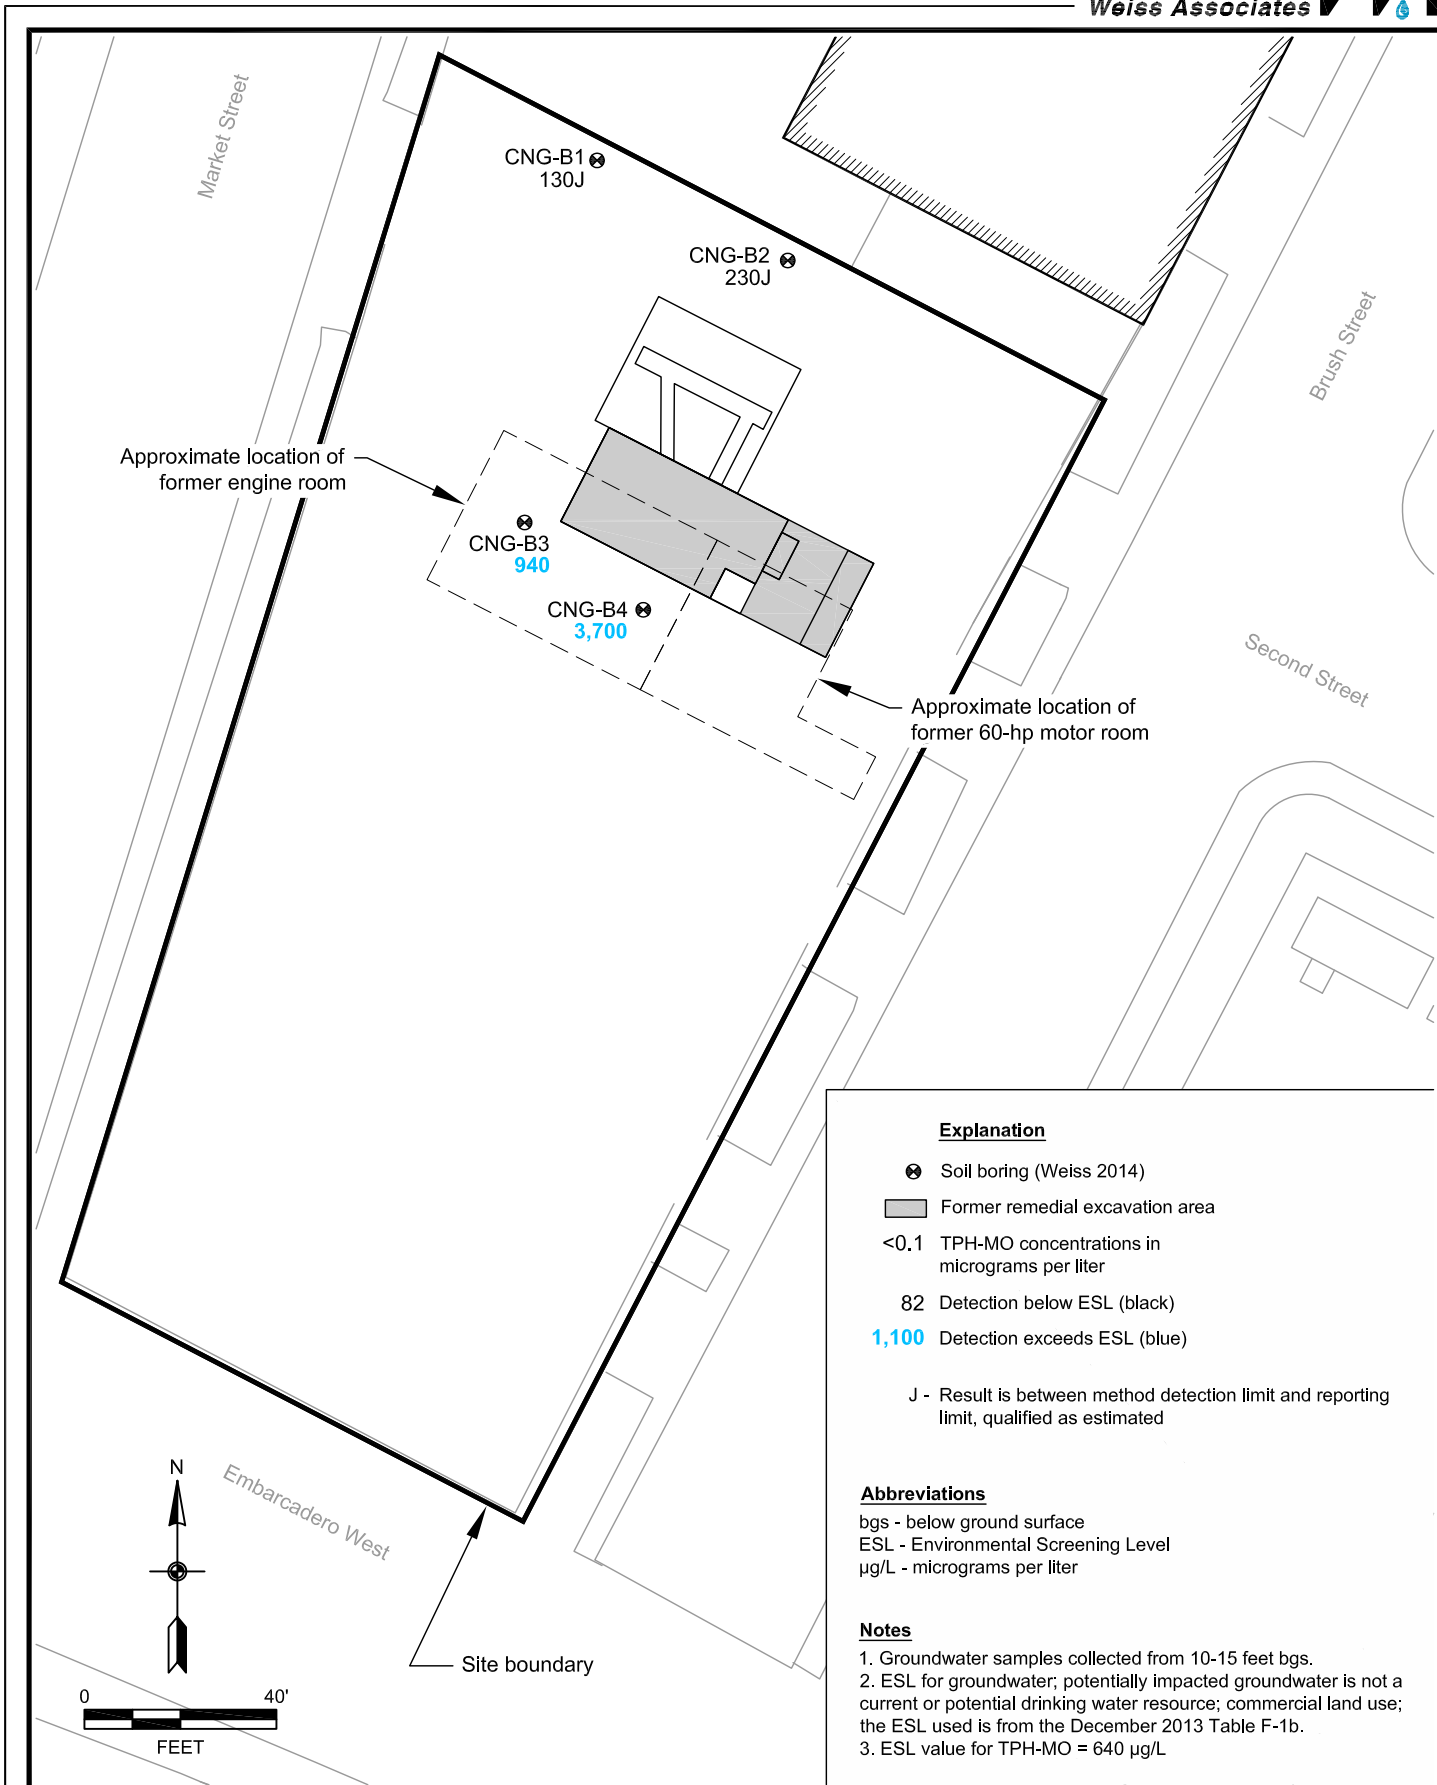 Weiss Associates
Market Street
CNG-B1
130J
CNG-B2
230J
Brush Street
Approximate location of
former engine room
CNG-B3
940
CNG-B4
3,700
Second Street
Approximate location of
former 60-hp motor room
Explanation
Soil boring (Weiss 2014)
Former remedial excavation area
<0.1 TPH-MO concentrations in
micrograms per liter
82 Detection below ESL (black)
1,100 Detection exceeds ESL (blue)
J - Result is between method detection limit and reporting
limit, qualified as estimated
Abbreviations
bgs - below ground surface
ESL - Environmental Screening Level
µg/L - micrograms per liter
Notes
1. Groundwater samples collected from 10-15 feet bgs.
2. ESL for groundwater; potentially impacted groundwater is not a
current or potential drinking water resource; commercial land use;
the ESL used is from the December 2013 Table F-1b.
3. ESL value for TPH-MO = 640 µg/L
N
Embarcadero West
Site boundary
0 40'
FEET